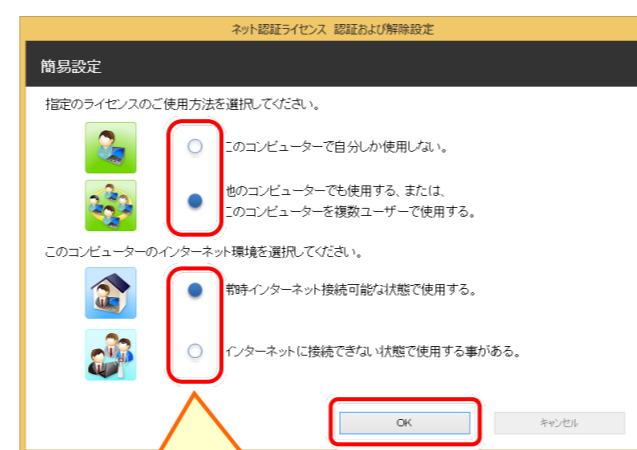 ネット認証ライセンス 認証および解除設定
簡易設定
指定のライセンスのご使用方法を選択してください。
このコンピューターで自分しか使用しない。
他のコンピューターでも使用する、または、
このコンピューターを複数ユーザーで使用する。
このコンピューターのインターネット環境を選択してください。
常時インターネット接続可能な状態で使用する。
インターネットに接続できない状態で使用する事がある。
OK キャンセル